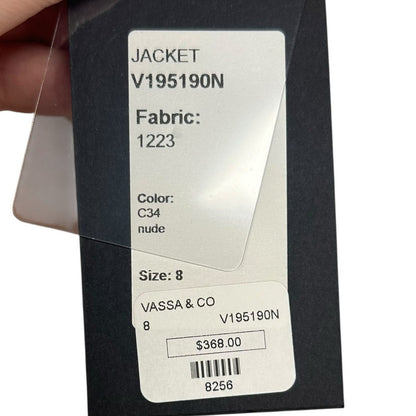 JACKET
V195190N
Fabric:
1223
Color:
C34
nude
Size: 8
VASSA & CO
8 V195190N
$368.00
8256